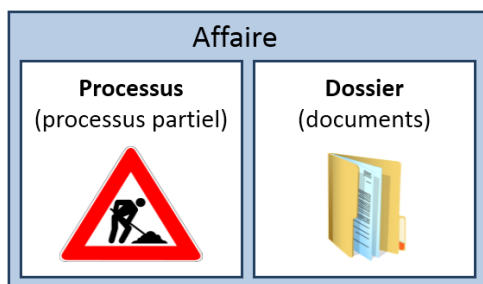 Affaire
Processus
(processus partiel)
Dossier
(documents)